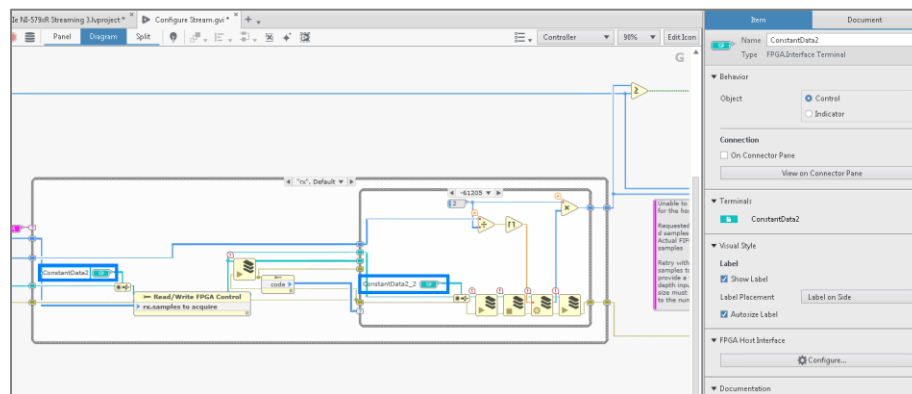 Ie NI-579xR Streaming 3.lvproject*
Configure Stream.gvi*
Item
Document
Panel
Diagram
Split
Controller
98%
Edit Icon
G
Name
ConstantData2
Type
FPGA Interface Terminal
Behavior
Object
Control
Indicator
Connection
On Connector Pane
View on Connector Pane
Terminals
ConstantData2
Visual Style
Label
Show Label
Label Placement
Label on Side
Autosize Label
FPGA Host Interface
Configure...
Documentation
"rx", Default
-61205
2
ConstantData2
Read/Write FPGA Control
rx.samples to acquire
code
ConstantData2_2
Unable to
for the ho
Requested
d samples
Actual FIF
samples
Retry with
samples to
provide a
depth inpu
size must
to the num